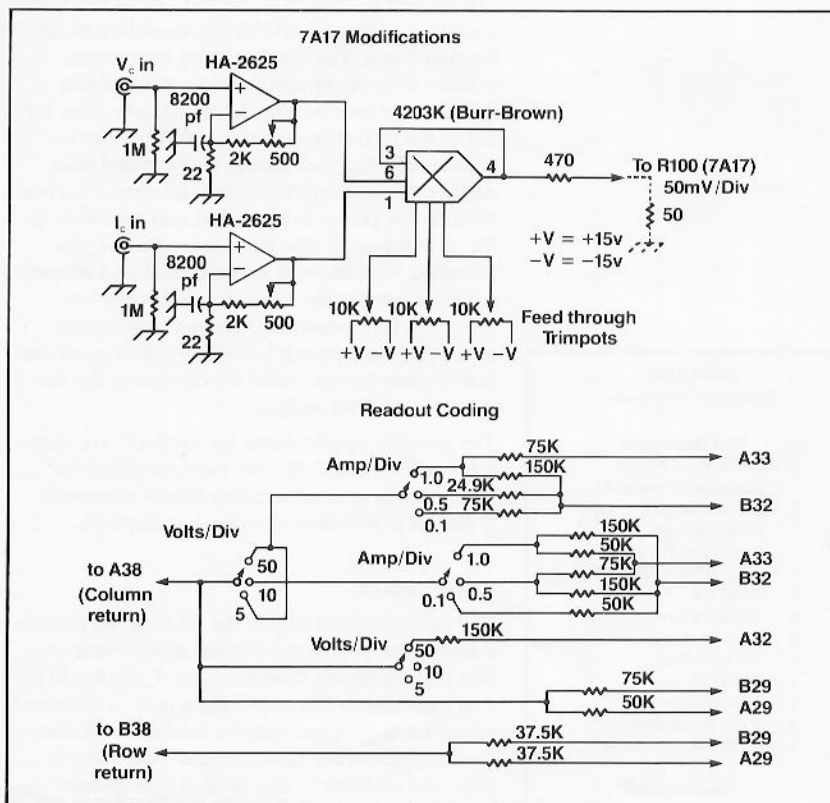 7A17 Modifications
Vc in
HA-2625
8200
pf
1M
22
2K
500
4203K (Burr-Brown)
3
6
1
4
470
To R100 (7A17)
50mV/Div
50
+V = +15v
−V = −15v
Ic in
HA-2625
8200
pf
1M
22
2K
500
10K
10K
10K
+V −V
+V −V
+V −V
Feed through
Trimpots
Readout Coding
Amp/Div
1.0
0.5
0.1
75K
150K
24.9K
75K
A33
B32
Volts/Div
50
10
5
to A38
(Column
return)
Amp/Div
1.0
0.5
0.1
150K
50K
75K
150K
50K
A33
B32
Volts/Div
50
10
5
150K
A32
75K
50K
B29
A29
to B38
(Row
return)
37.5K
37.5K
B29
A29